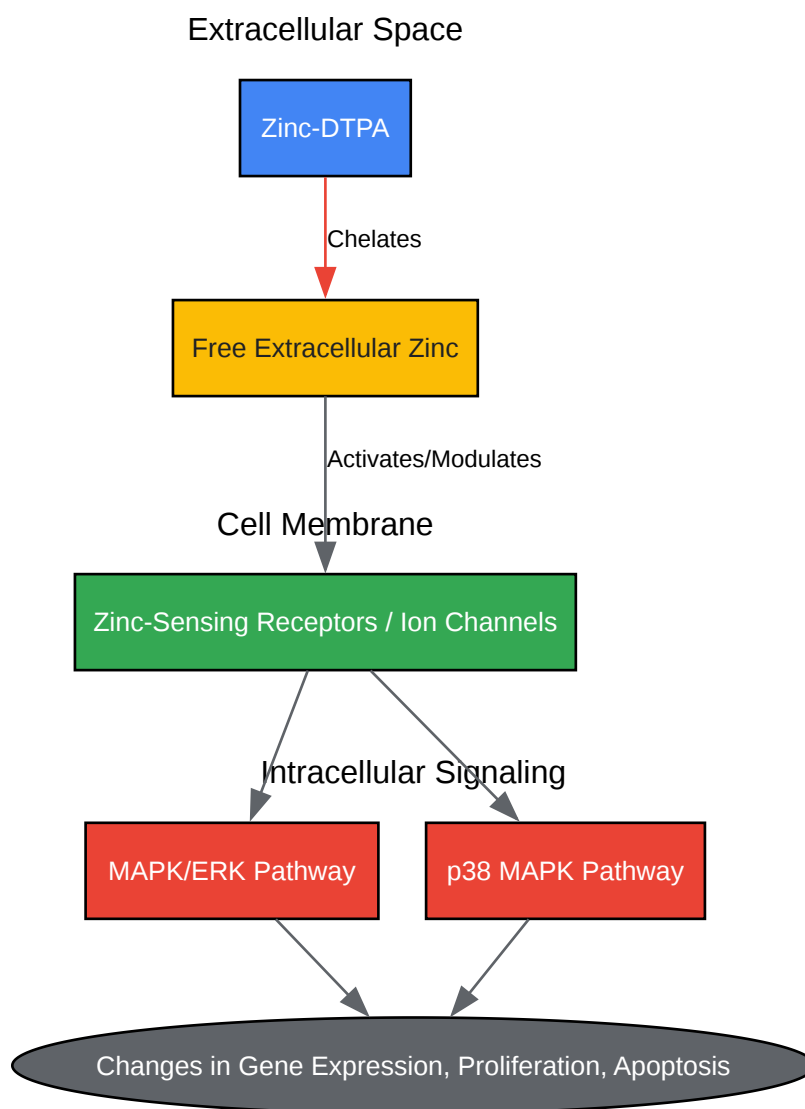 Extracellular Space
Zinc-DTPA
Chelates
Free Extracellular Zinc
Activates/Modulates
Cell Membrane
Zinc-Sensing Receptors / Ion Channels
Intracellular Signaling
MAPK/ERK Pathway
p38 MAPK Pathway
Changes in Gene Expression, Proliferation, Apoptosis